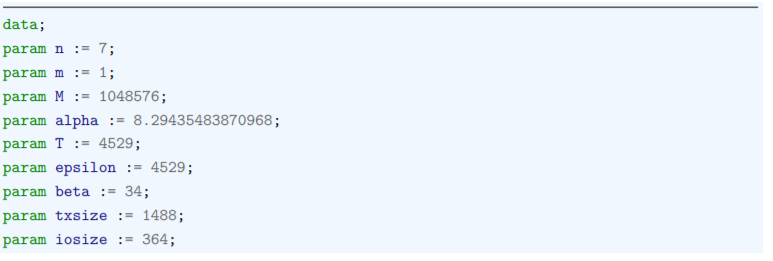 data;
param n := 7;
param m := 1;
param M := 1048576;
param alpha := 8.29435483870968;
param T := 4529;
param epsilon := 4529;
param beta := 34;
param txsize := 1488;
param iosize := 364;